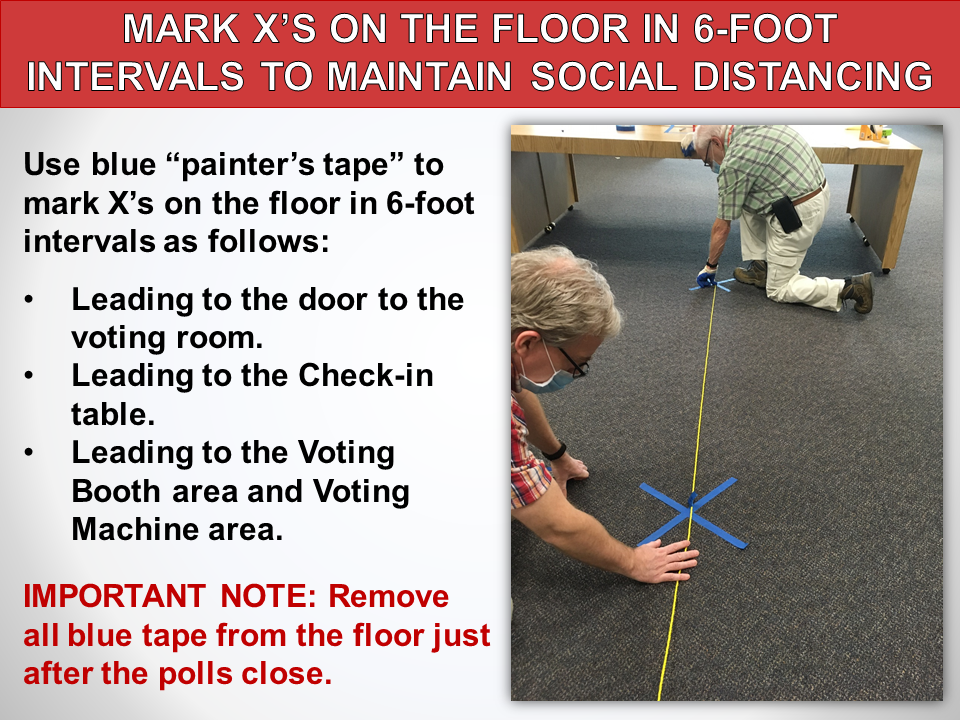 MARK X’S ON THE FLOOR IN 6-FOOT
INTERVALS TO MAINTAIN SOCIAL DISTANCING
Use blue “painter’s tape” to
mark X’s on the floor in 6-foot
intervals as follows:
• Leading to the door to the
voting room.
• Leading to the Check-in
table.
• Leading to the Voting
Booth area and Voting
Machine area.
IMPORTANT NOTE: Remove
all blue tape from the floor just
after the polls close.